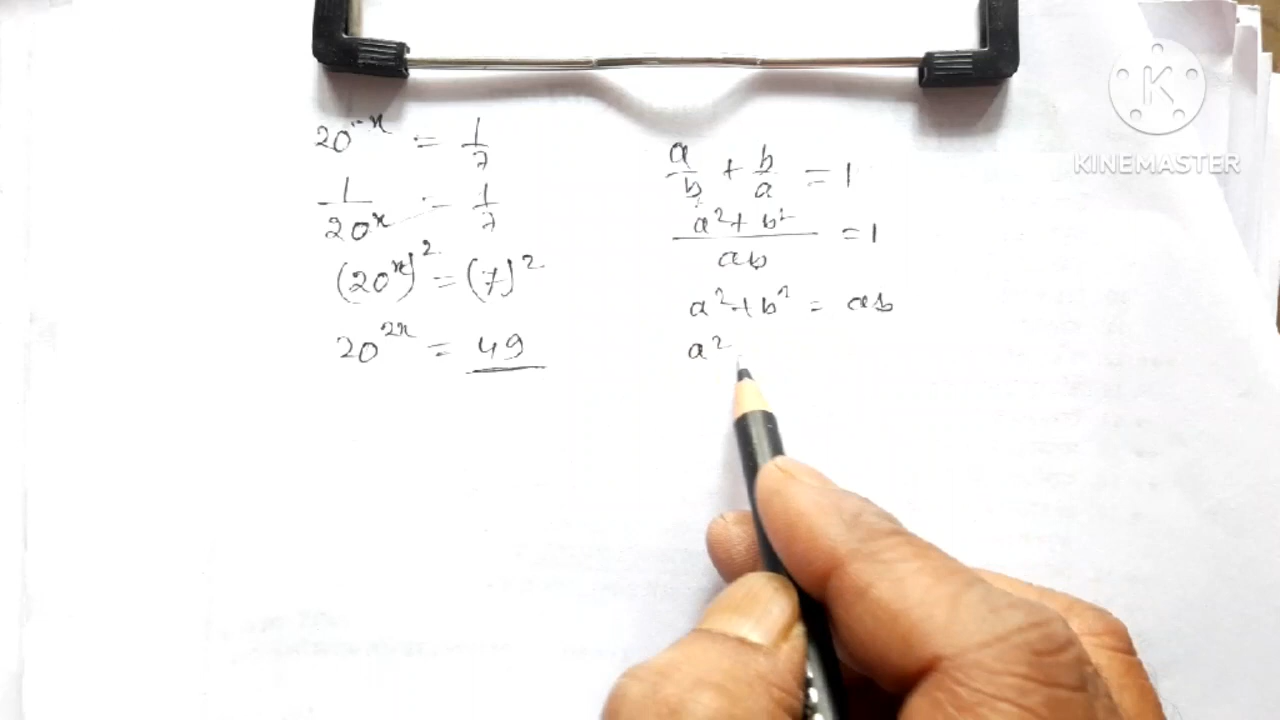 20^-x = 1/7
1/20^x = 1/7
(20^x)^2 = (7)^2
20^2x = 49
a/b + b/a = 1
a^2 + b^2/ab = 1
a^2 + b^2 = ab
a^2
K
KINEMASTER